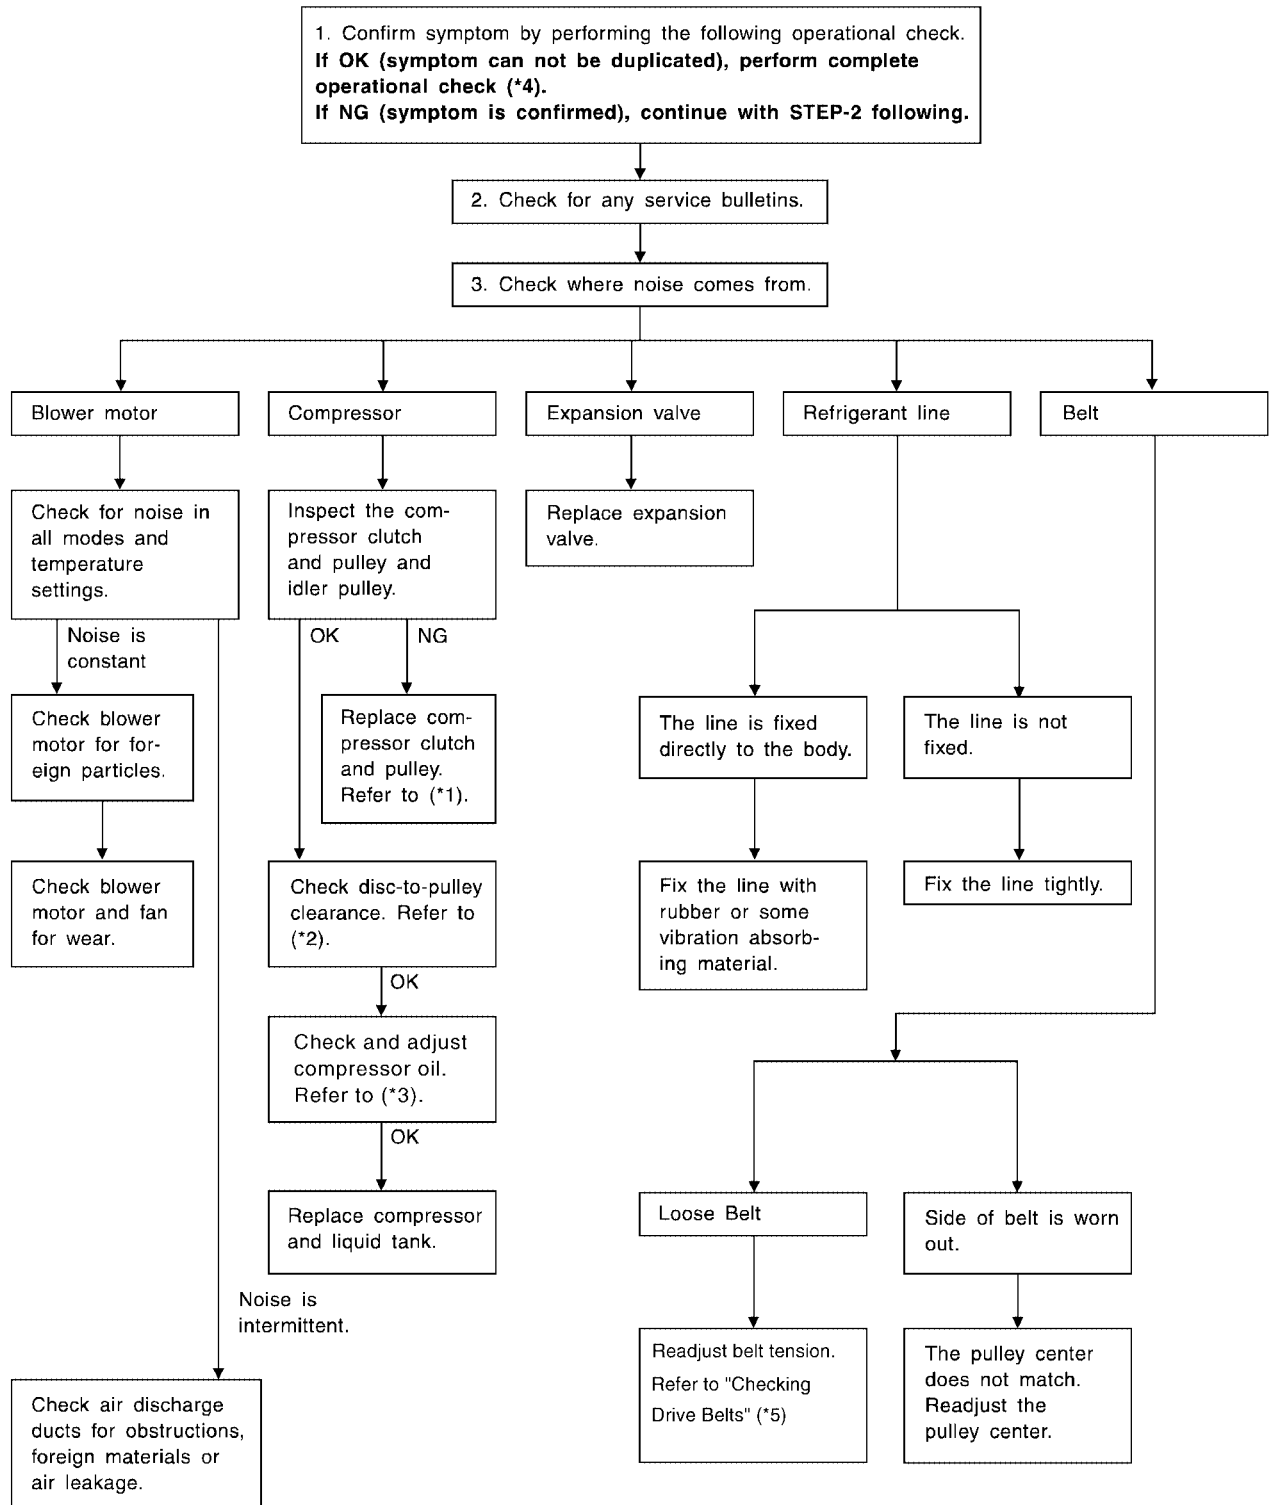 1. Confirm symptom by performing the following operational check.
If OK (symptom can not be duplicated), perform complete
operational check (*4).
If NG (symptom is confirmed), continue with STEP-2 following.
2. Check for any service bulletins.
3. Check where noise comes from.
Blower motor
Compressor
Expansion valve
Refrigerant line
Belt
Check for noise in
all modes and
temperature
settings.
Inspect the com-
pressor clutch
and pulley and
idler pulley.
Replace expansion
valve.
Noise is
constant
OK
NG
Check blower
motor for for-
eign particles.
Replace com-
pressor clutch
and pulley.
Refer to (*1).
The line is fixed
directly to the body.
The line is not
fixed.
Check blower
motor and fan
for wear.
Check disc-to-pulley
clearance. Refer to
(*2).
Fix the line with
rubber or some
vibration absorb-
ing material.
Fix the line tightly.
OK
Check and adjust
compressor oil.
Refer to (*3).
OK
Replace compressor
and liquid tank.
Loose Belt
Side of belt is worn
out.
Noise is
intermittent.
Readjust belt tension.
Refer to "Checking
Drive Belts" (*5)
The pulley center
does not match.
Readjust the
pulley center.
Check air discharge
ducts for obstructions,
foreign materials or
air leakage.